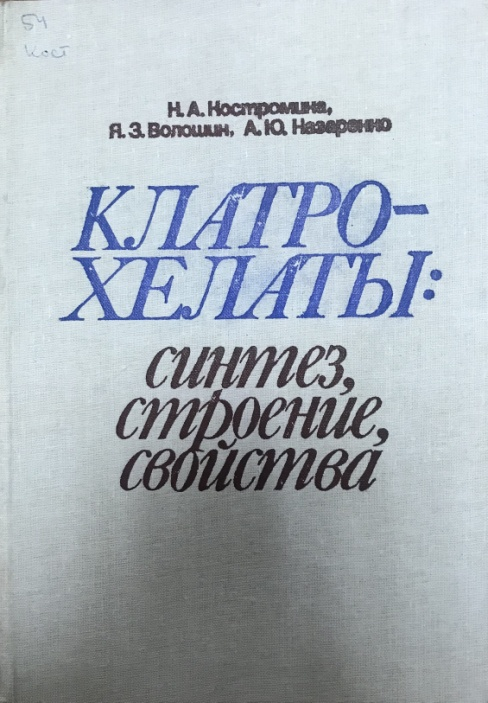 54
Кост
Н.А.Костромина,
Я.З.Волошин, А.Ю.Назаренко
КЛАТРО-
ХЕЛАТЫ:
синтез,
строение,
свойства